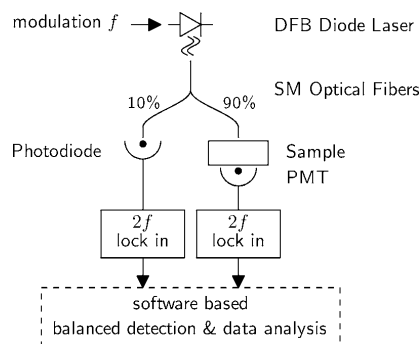 modulation f
DFB Diode Laser
SM Optical Fibers
10%
90%
Photodiode
Sample
PMT
2f
lock in
2f
lock in
software based
balanced detection & data analysis